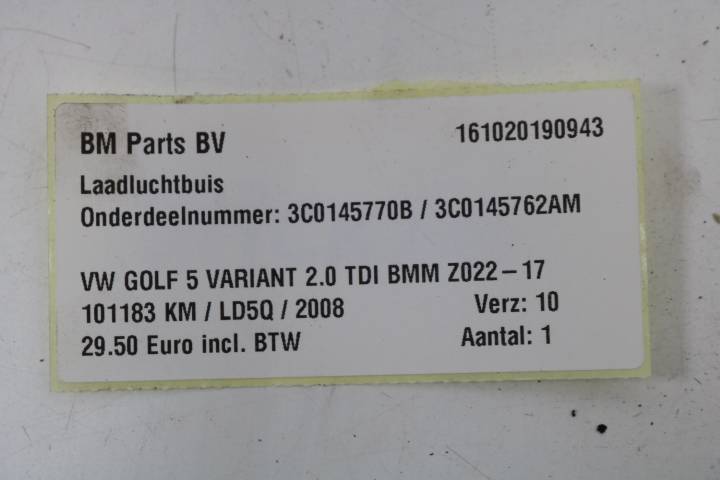 BM Parts BV 161020190943
Laadluchtbuis
Onderdeelnummer: 3C0145770B / 3C0145762AM
VW GOLF 5 VARIANT 2.0 TDI BMM Z022-17
101183 KM / LD5Q / 2008 Verz: 10
29.50 Euro incl. BTW Aantal: 1